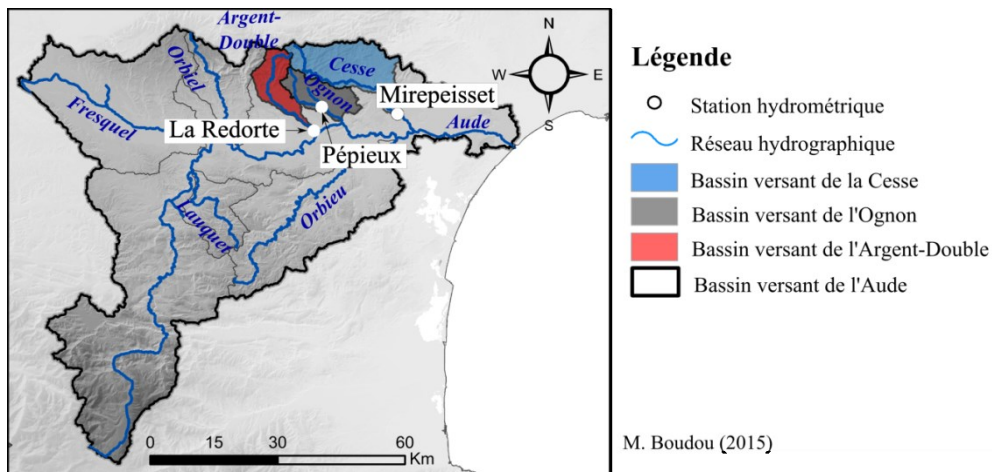 Argent-
Double
Orbiel
Cesse
Ognon
Mirepeisset
Fresquel
Aude
La Redorte
Pépieux
Orbieu
Lauquet
N
W
E
S
0 15 30 60
Km
Légende
Station hydrométrique
Réseau hydrographique
Bassin versant de la Cesse
Bassin versant de l'Ognon
Bassin versant de l'Argent-Double
Bassin versant de l'Aude
M. Boudou (2015)